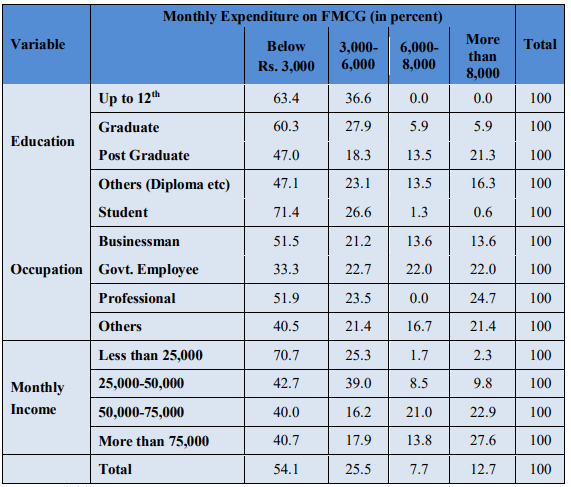 Variable Monthly Expenditure on FMCG (in percent) Total
Below Rs. 3,000 3,000-6,000 6,000-8,000 More than 8,000
Education
Up to 12th 63.4 36.6 0.0 0.0 100
Graduate 60.3 27.9 5.9 5.9 100
Post Graduate 47.0 18.3 13.5 21.3 100
Others (Diploma etc) 47.1 23.1 13.5 16.3 100
Occupation
Student 71.4 26.6 1.3 0.6 100
Businessman 51.5 21.2 13.6 13.6 100
Govt. Employee 33.3 22.7 22.0 22.0 100
Professional 51.9 23.5 0.0 24.7 100
Others 40.5 21.4 16.7 21.4 100
Monthly Income
Less than 25,000 70.7 25.3 1.7 2.3 100
25,000-50,000 42.7 39.0 8.5 9.8 100
50,000-75,000 40.0 16.2 21.0 22.9 100
More than 75,000 40.7 17.9 13.8 27.6 100
Total 54.1 25.5 7.7 12.7 100